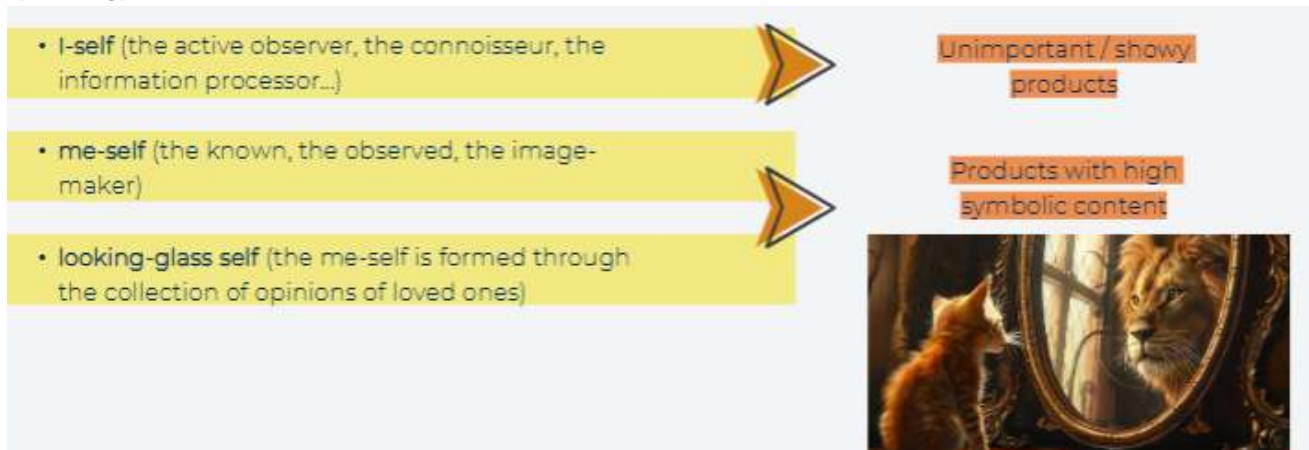 • I-self (the active observer, the connoisseur, the
information processor...)
Unimportant / showy
products
• me-self (the known, the observed, the image-
maker)
Products with high
symbolic content
• looking-glass self (the me-self is formed through
the collection of opinions of loved ones)